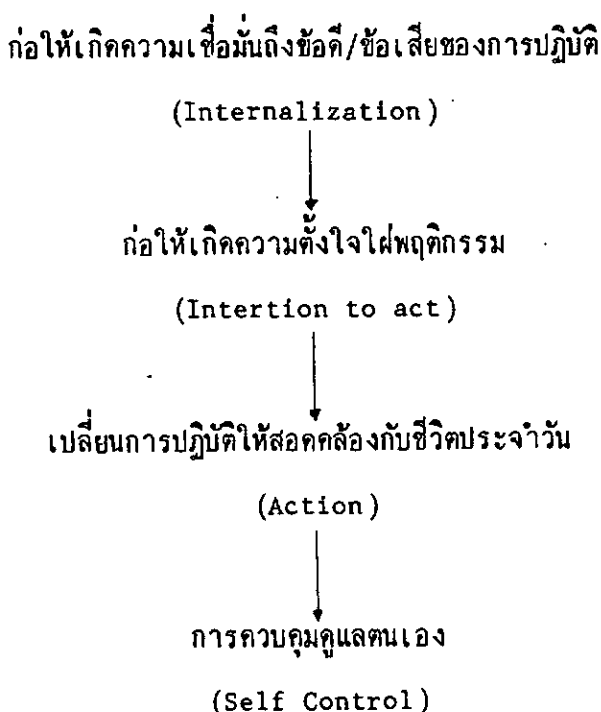 ก่อให้เกิดความเชื่อมั่นถึงข้อดี/ข้อเสียของการปฏิบัติ
(Internalization)
ก่อให้เกิดความตั้งใจใฝ่พฤติกรรม
(Intertion to act)
เปลี่ยนการปฏิบัติให้สอดคล้องกับชีวิตประจำวัน
(Action)
การควบคุมดูแลตนเอง
(Self Control)